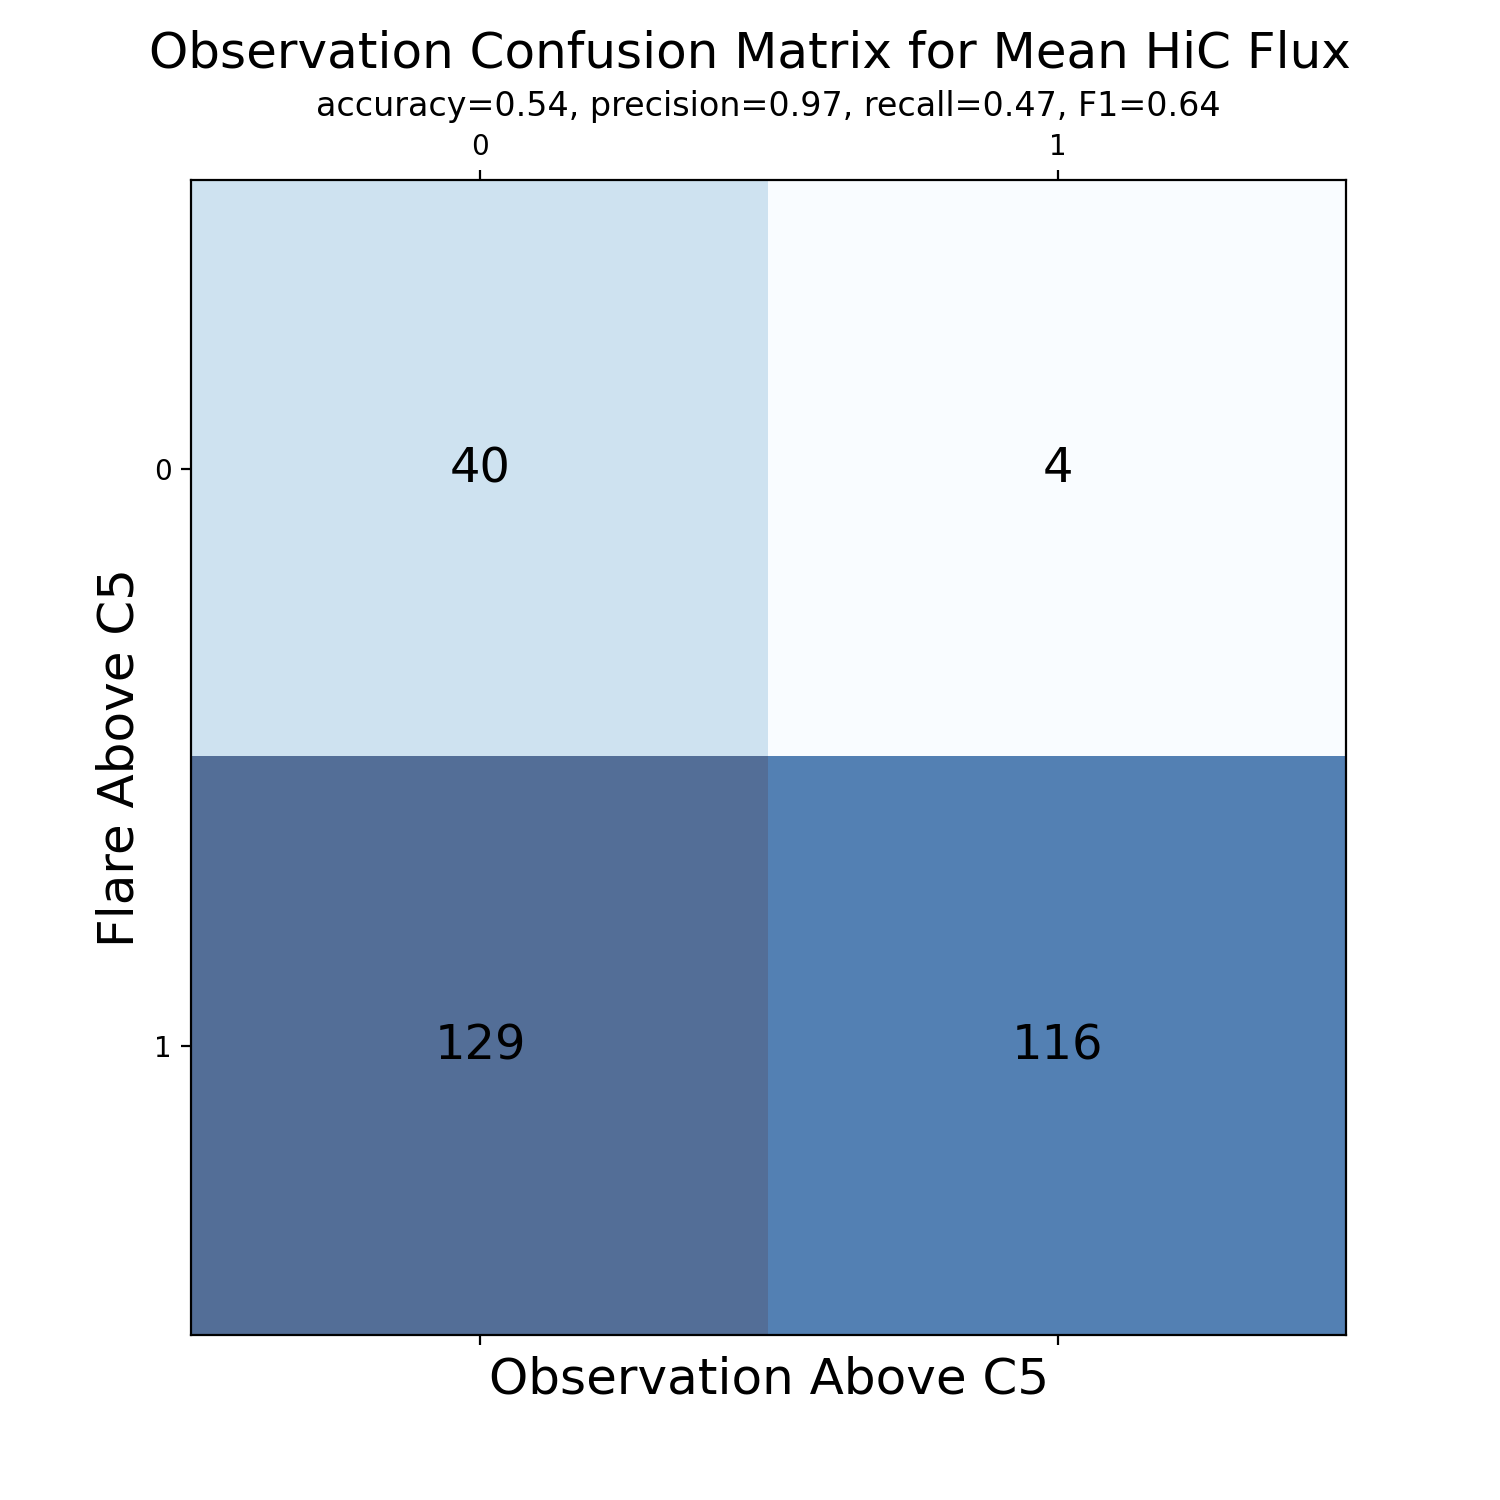 Observation Confusion Matrix for Mean HiC Flux
accuracy=0.54, precision=0.97, recall=0.47, F1=0.64
0 1
0 40 4
Flare Above C5
1 129 116
Observation Above C5